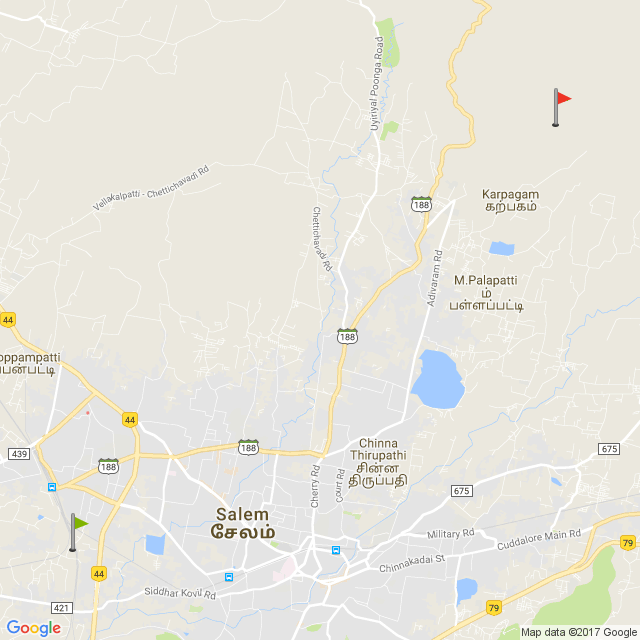 Uyiriyal Poonga Road
Vellakalpatti - Chettichavadi Rd
Karpagam
கற்பகம்
188
Chettichavadi Rd
Adivaram Rd
M.Palapatti
ம்
பள்ளப்பட்டி
44
188
oppampatti
44
188
439
188
Chinna
Thirupathi
சின்ன
திருப்பதி
Cherry Rd
Court Rd
675
675
Salem
சேலம்
Military Rd
Cuddalore Main Rd
79
Chinnakadai St
44
Siddhar Kovil Rd
421
79
Google
Map data ©2017 Google